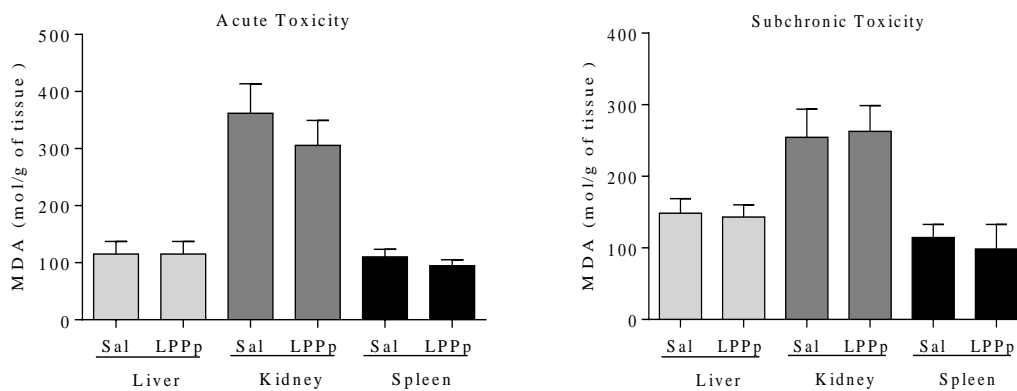 Acute Toxicity
MDA (mol/g of tissue )
500
400
300
200
100
0
Sal LPPp Sal LPPp Sal LPPp
Liver Kidney Spleen
Subchronic Toxicity
MDA (mol/g of tissue )
400
300
200
100
0
Sal LPPp Sal LPPp Sal LPPp
Liver Kidney Spleen